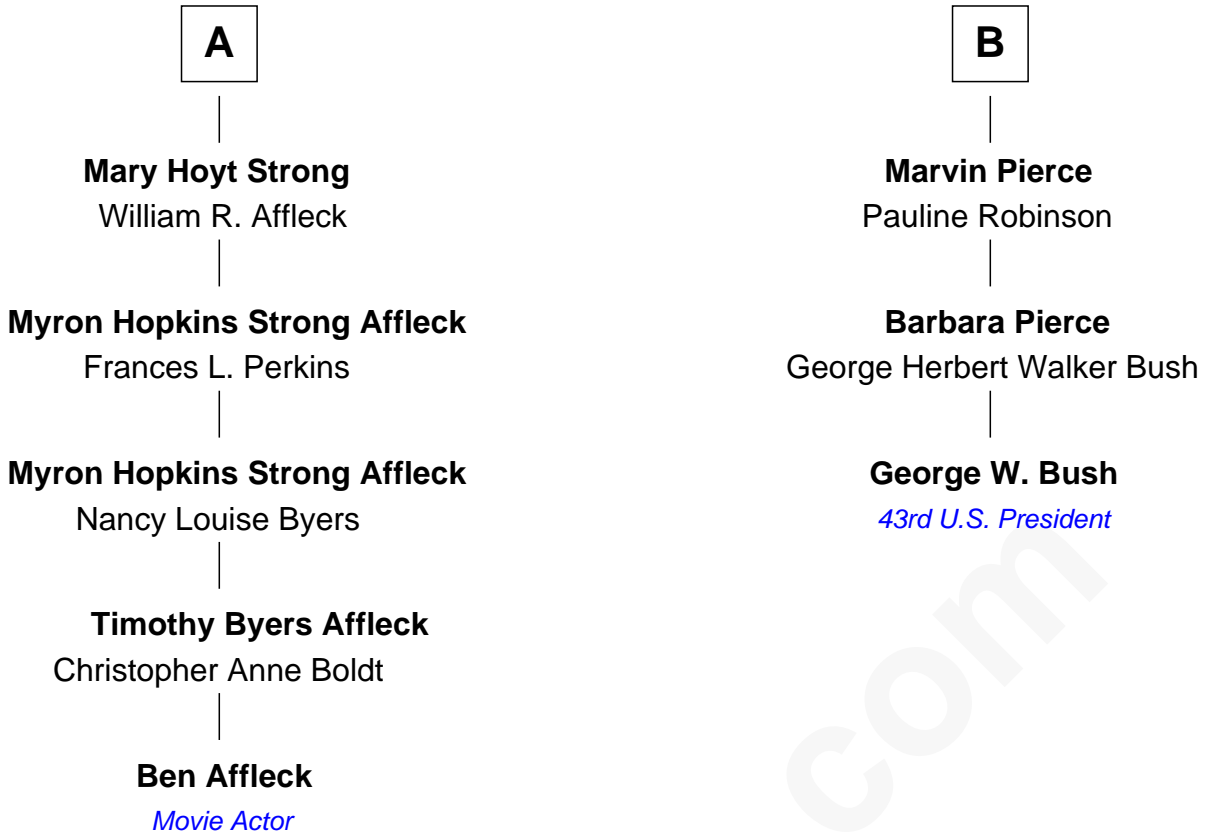 A
Mary Hoyt Strong
William R. Affleck
Myron Hopkins Strong Affleck
Frances L. Perkins
Myron Hopkins Strong Affleck
Nancy Louise Byers
Timothy Byers Affleck
Christopher Anne Boldt
Ben Affleck
Movie Actor
B
Marvin Pierce
Pauline Robinson
Barbara Pierce
George Herbert Walker Bush
George W. Bush
43rd U.S. President
com